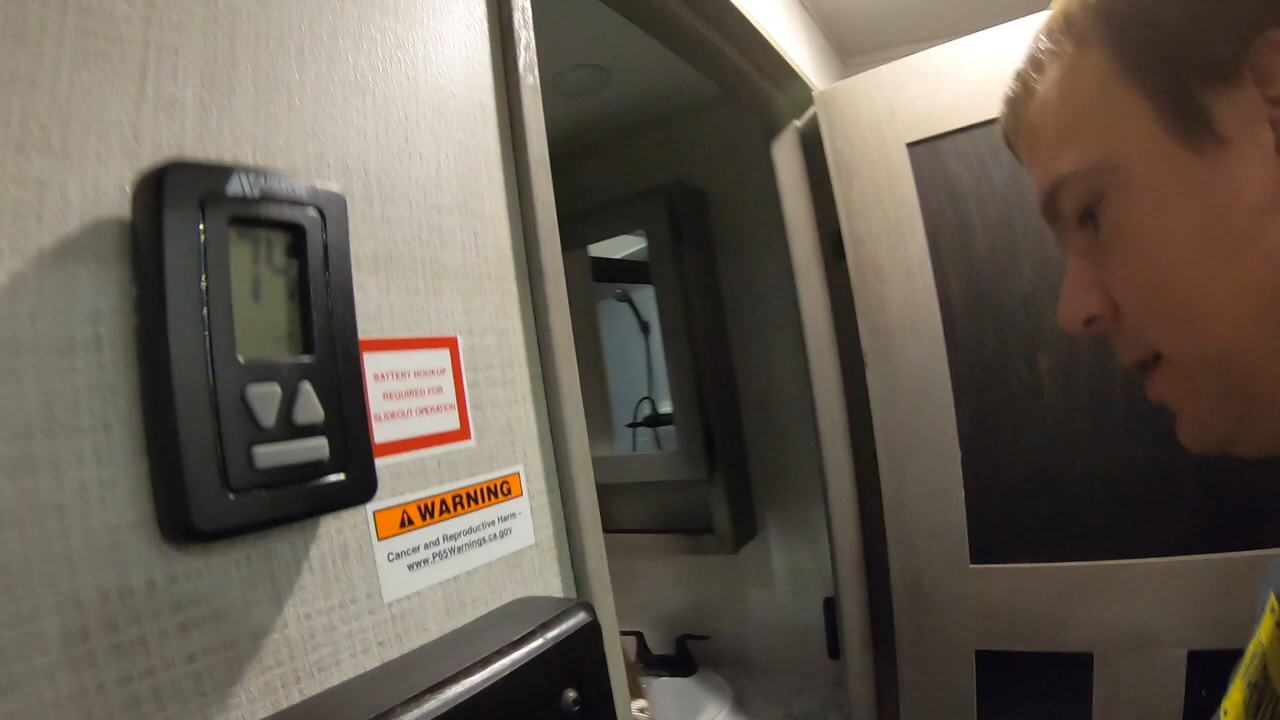 BATTERY HOOKUP
REQUIRED FOR
SLIDEOUT OPERATION
WARNING
Cancer and Reproductive Harm -
www.P65Warnings.ca.gov